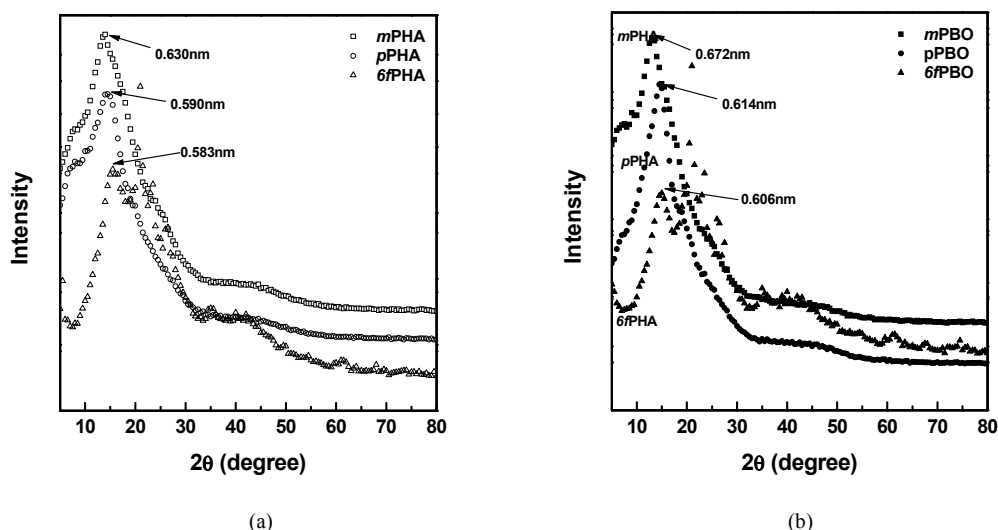 mPHA
pPHA
6fPHA
0.630nm
0.590nm
0.583nm
Intensity
10 20 30 40 50 60 70 80
2θ (degree)
(a)
mPHA
mPBO
pPBO
6fPBO
0.672nm
0.614nm
pPHA
0.606nm
6fPHA
Intensity
10 20 30 40 50 60 70 80
2θ (degree)
(b)